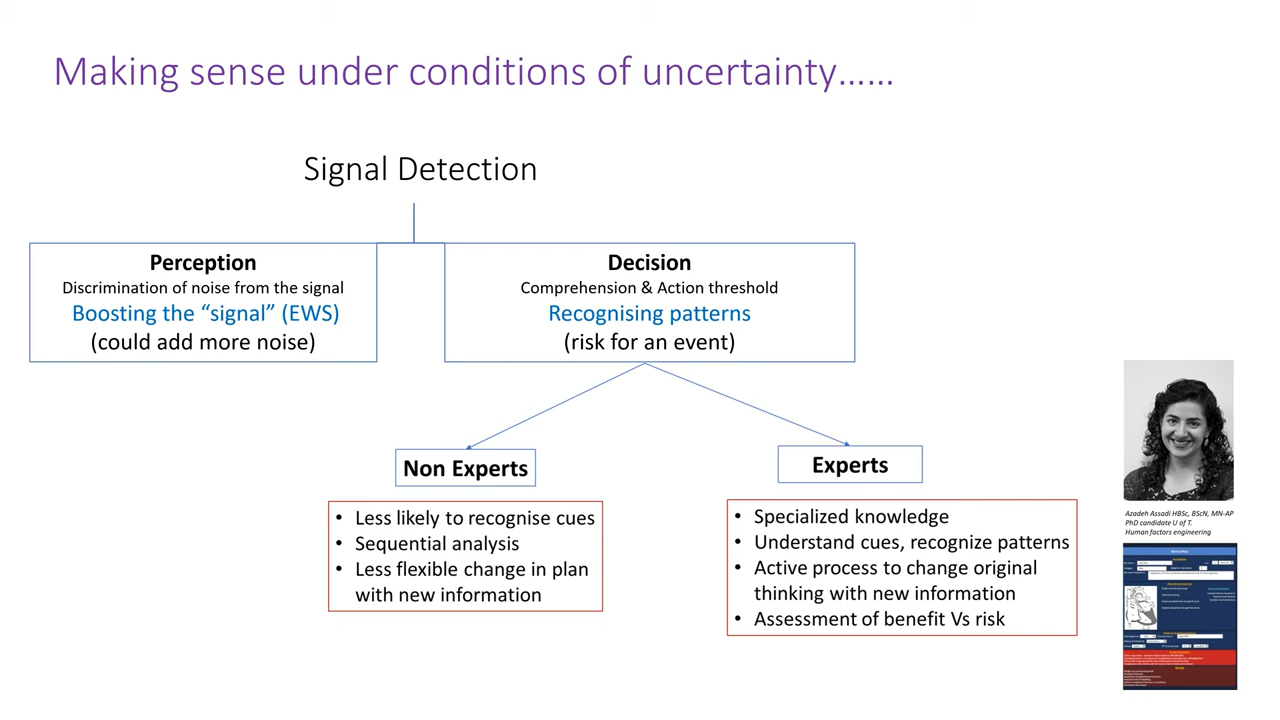 Making sense under conditions of uncertainty……
Signal Detection
Perception
Discrimination of noise from the signal
Boosting the “signal” (EWS)
(could add more noise)
Decision
Comprehension & Action threshold
Recognising patterns
(risk for an event)
Non Experts
• Less likely to recognise cues
• Sequential analysis
• Less flexible change in plan
with new information
Experts
• Specialized knowledge
• Understand cues, recognize patterns
• Active process to change original
thinking with new information
• Assessment of benefit Vs risk
Azadeh Assadi HBSc, BScN, MN-AP
PhD candidate U of T.
Human factors engineering